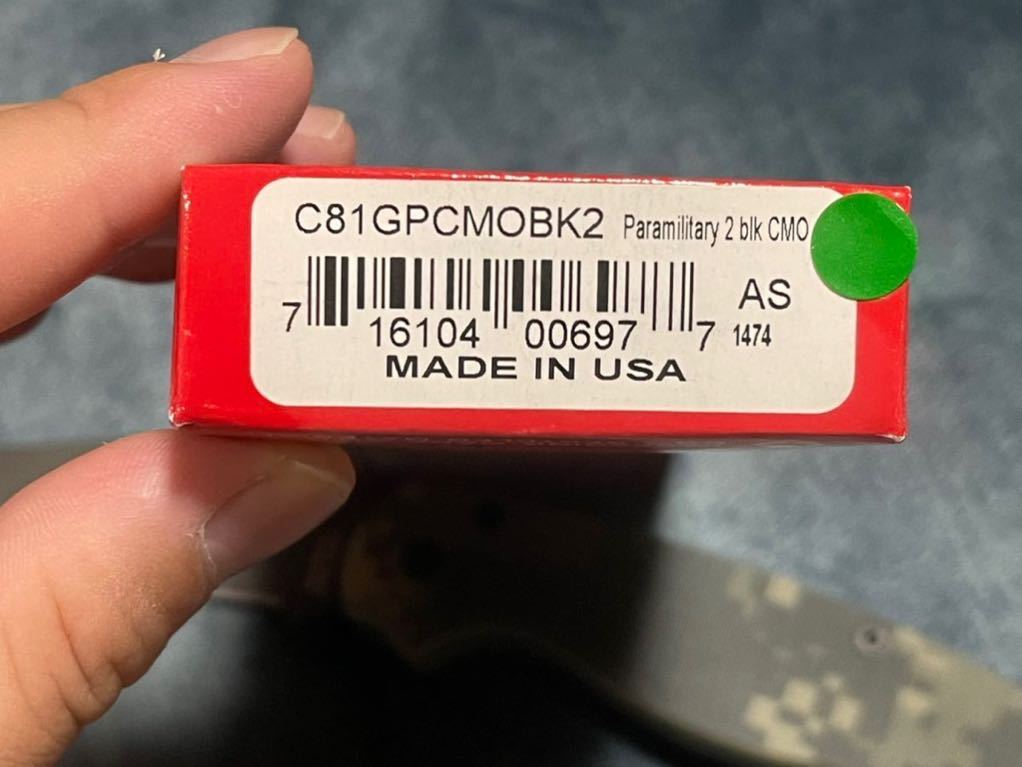 C81GPCMOBK2 Paramilitary 2 blk CMO
AS
7 16104 00697 7 1474
MADE IN USA